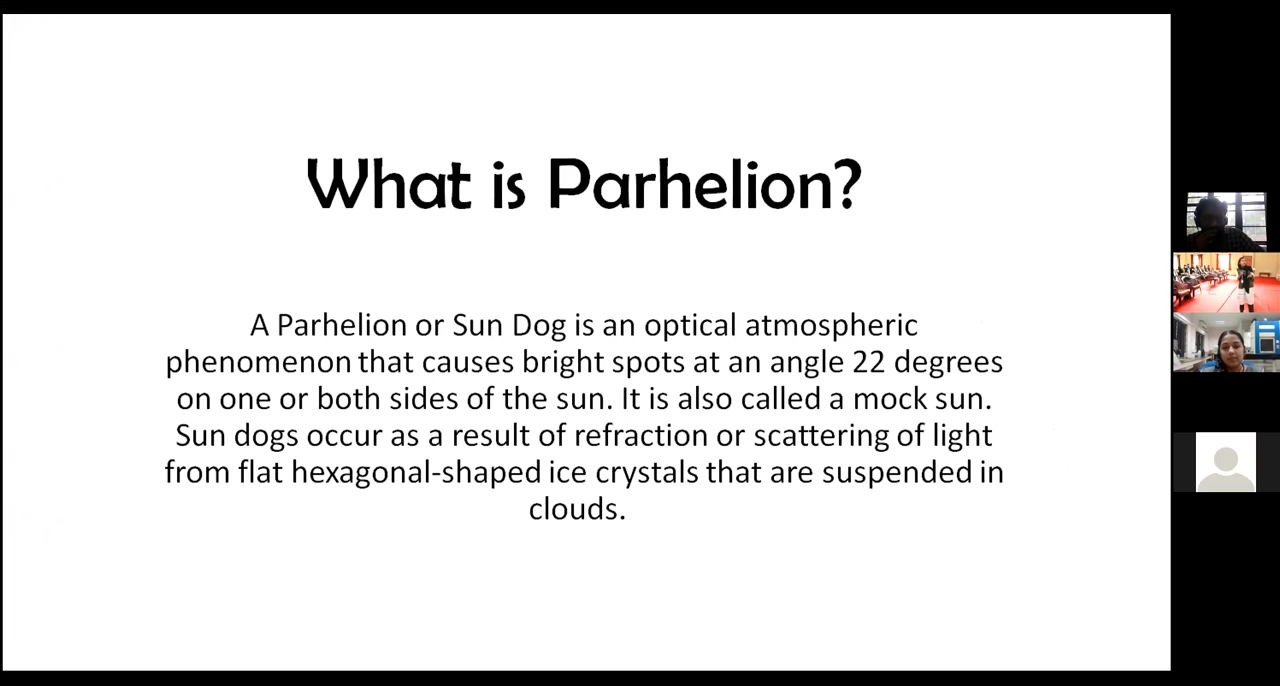 What is Parhelion?
A Parhelion or Sun Dog is an optical atmospheric
phenomenon that causes bright spots at an angle 22 degrees
on one or both sides of the sun. It is also called a mock sun.
Sun dogs occur as a result of refraction or scattering of light
from flat hexagonal-shaped ice crystals that are suspended in
clouds.